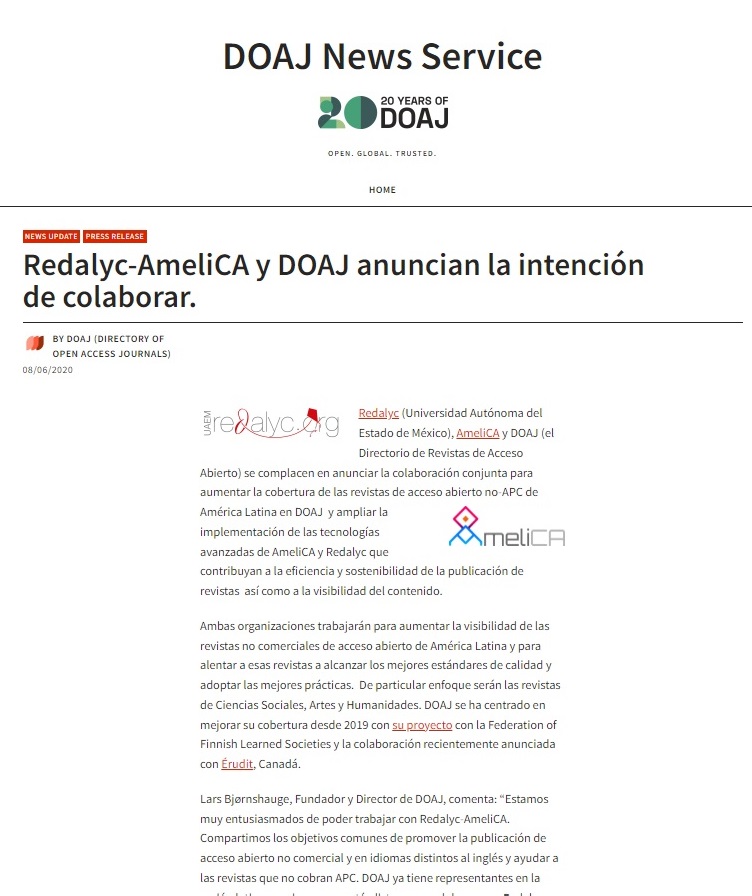 DOAJ News Service
20 20 YEARS OF
DOAJ
OPEN. GLOBAL. TRUSTED.
HOME
NEWS UPDATE PRESS RELEASE
Redalyc-AmeliCA y DOAJ anuncian la intención
de colaborar.
BY DOAJ (DIRECTORY OF
OPEN ACCESS JOURNALS)
08/06/2020
UAEM redalyc.org
Redalyc (Universidad Autónoma del
Estado de México), AmeliCA y DOAJ (el
Directorio de Revistas de Acceso
Abierto) se complacen en anunciar la colaboración conjunta para
aumentar la cobertura de las revistas de acceso abierto no-APC de
América Latina en DOAJ  y ampliar la
implementación de las tecnologías
avanzadas de AmeliCA y Redalyc que
AmeliCA
contribuyan a la eficiencia y sostenibilidad de la publicación de
revistas  así como a la visibilidad del contenido.
Ambas organizaciones trabajarán para aumentar la visibilidad de las
revistas no comerciales de acceso abierto de América Latina y para
alentar a esas revistas a alcanzar los mejores estándares de calidad y
adoptar las mejores prácticas.  De particular enfoque serán las revistas
de Ciencias Sociales, Artes y Humanidades. DOAJ se ha centrado en
mejorar su cobertura desde 2019 con su proyecto con la Federation of
Finnish Learned Societies y la colaboración recientemente anunciada
con Érudit, Canadá.
Lars Bjørnshauge, Fundador y Director de DOAJ, comenta: “Estamos
muy entusiasmados de poder trabajar con Redalyc-AmeliCA.
Compartimos los objetivos comunes de promover la publicación de
acceso abierto no comercial y en idiomas distintos al inglés y ayudar a
las revistas que no cobran APC. DOAJ ya tiene representantes en la